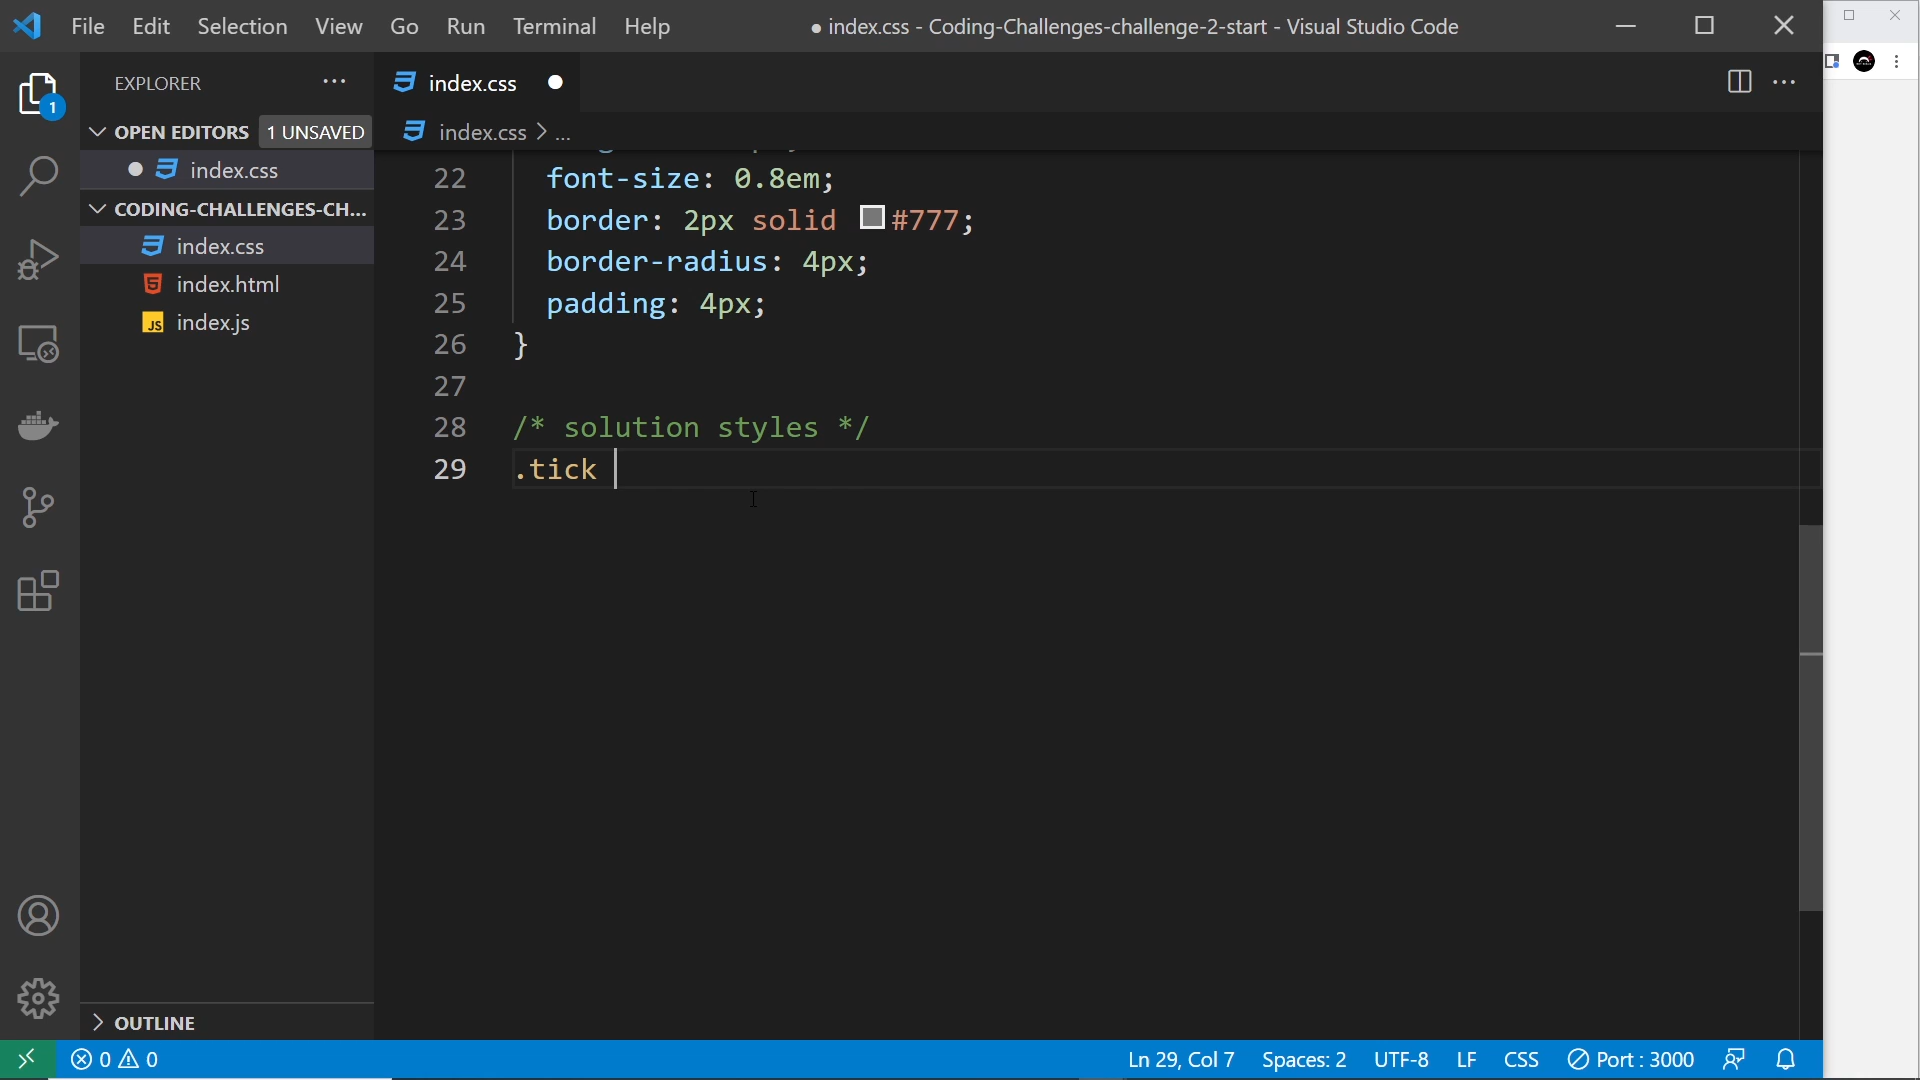 File Edit Selection View Go Run Terminal Help
● index.css - Coding-Challenges-challenge-2-start - Visual Studio Code
EXPLORER
index.css
OPEN EDITORS 1 UNSAVED
index.css > ...
index.css
CODING-CHALLENGES-CH...
index.css
index.html
JS index.js
22 font-size: 0.8em;
23 border: 2px solid #777;
24 border-radius: 4px;
25 padding: 4px;
26 }
27
28 /* solution styles */
29 .tick
1
OUTLINE
0 0
Ln 29, Col 7 Spaces: 2 UTF-8 LF CSS Port : 3000